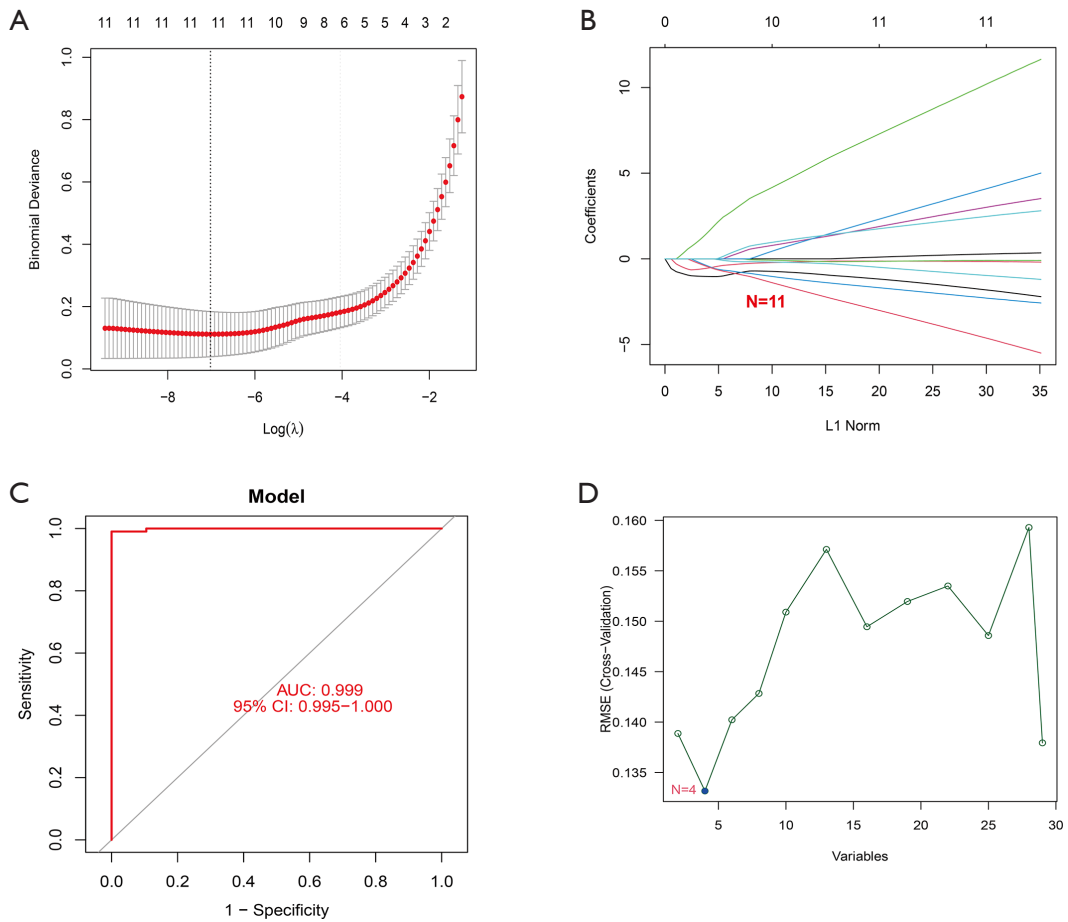 A
11 11 11 11 11 11 11 10 9 8 6 5 5 4 3 2
1.0
0.8
0.6
0.4
0.2
0.0
Binomial Deviance
−8 −6 −4 −2
Log(λ)
B
0 10 11 11
10
5
0
−5
Coefficients
N=11
0 5 10 15 20 25 30 35
L1 Norm
C
Model
1.0
0.8
0.6
0.4
0.2
0.0
Sensitivity
AUC: 0.999
95% CI: 0.995−1.000
0.0 0.2 0.4 0.6 0.8 1.0
1 − Specificity
D
0.160
0.155
0.150
0.145
0.140
0.135
RMSE (Cross−Validation)
N=4
5 10 15 20 25 30
Variables